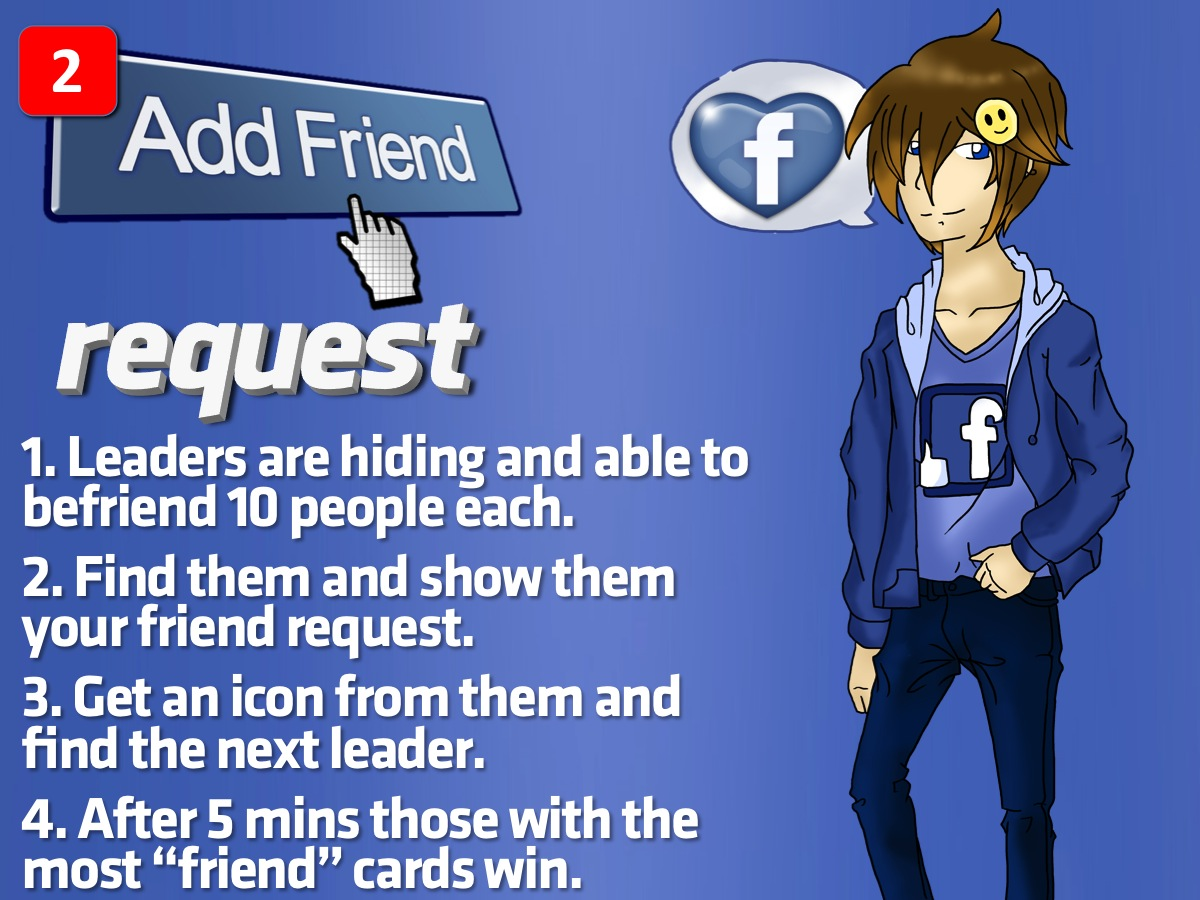 2
Add Friend
request
f
f
1. Leaders are hiding and able to
befriend 10 people each.
2. Find them and show them
your friend request.
3. Get an icon from them and
find the next leader.
4. After 5 mins those with the
most “friend” cards win.